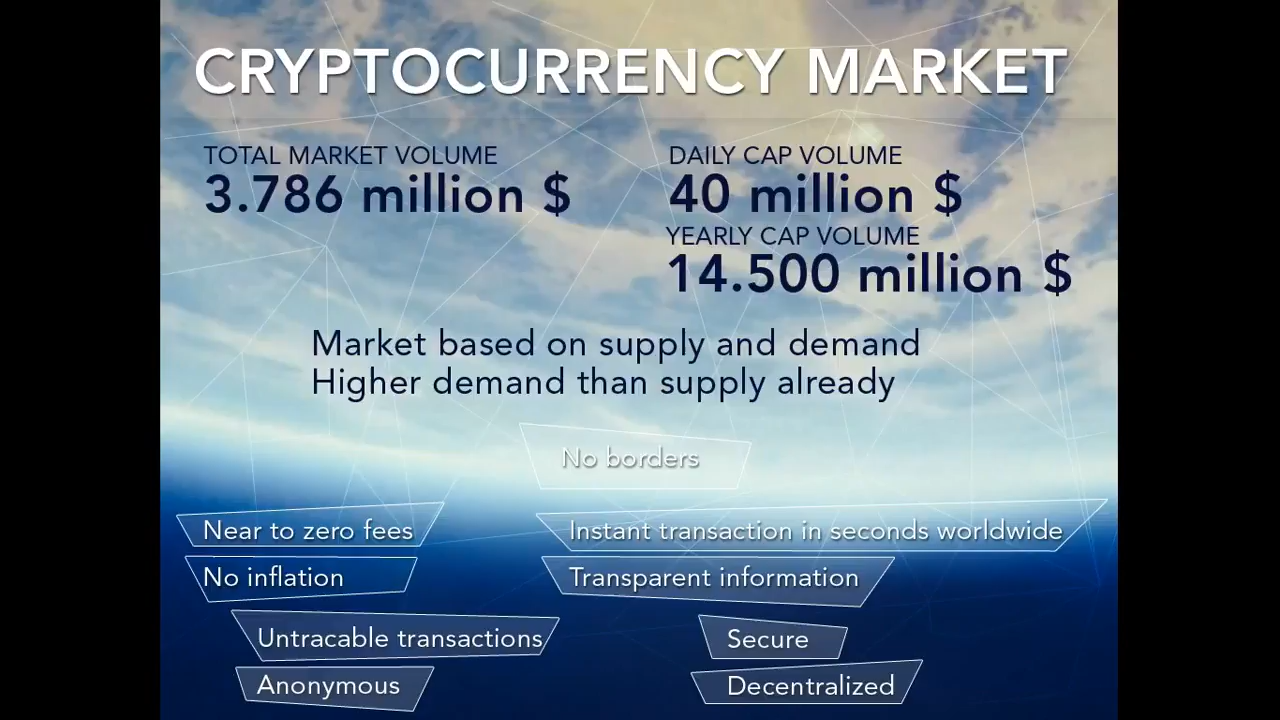 CRYPTOCURRENCY MARKET
TOTAL MARKET VOLUME
3.786 million $
DAILY CAP VOLUME
40 million $
YEARLY CAP VOLUME
14.500 million $
Market based on supply and demand
Higher demand than supply already
No borders
Near to zero fees
Instant transaction in seconds worldwide
No inflation
Transparent information
Untracable transactions
Secure
Anonymous
Decentralized